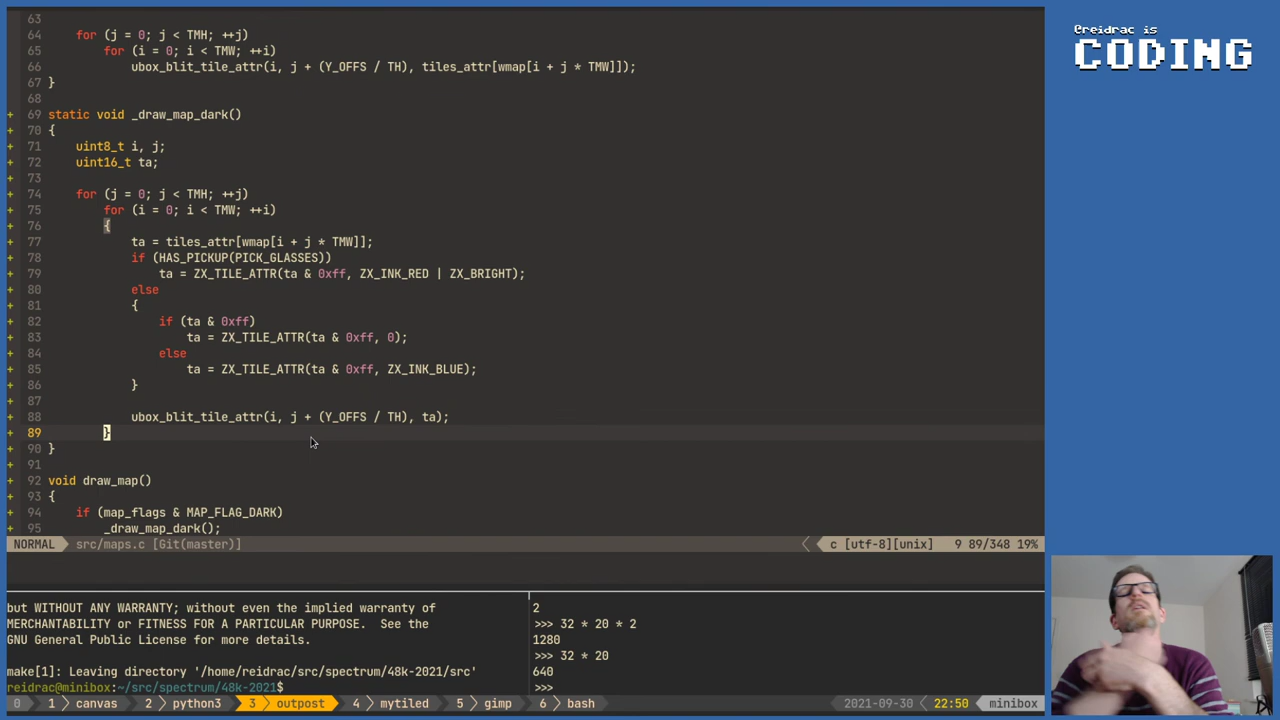 @reidrac is
CODING
63
64 for (j = 0; j < TMH; ++j)
65 for (i = 0; i < TMW; ++i)
66 ubox_blit_tile_attr(i, j + (Y_OFFS / TH), tiles_attr[wmap[i + j * TMW]]);
67 }
68
+ 69 static void _draw_map_dark()
+ 70 {
+ 71 uint8_t i, j;
+ 72 uint16_t ta;
+ 73
+ 74 for (j = 0; j < TMH; ++j)
+ 75 for (i = 0; i < TMW; ++i)
+ 76 {
+ 77 ta = tiles_attr[wmap[i + j * TMW]];
+ 78 if (HAS_PICKUP(PICK_GLASSES))
+ 79 ta = ZX_TILE_ATTR(ta & 0xff, ZX_INK_RED | ZX_BRIGHT);
+ 80 else
+ 81 {
+ 82 if (ta & 0xff)
+ 83 ta = ZX_TILE_ATTR(ta & 0xff, 0);
+ 84 else
+ 85 ta = ZX_TILE_ATTR(ta & 0xff, ZX_INK_BLUE);
+ 86 }
+ 87
+ 88 ubox_blit_tile_attr(i, j + (Y_OFFS / TH), ta);
+ 89 }
+ 90 }
+ 91
+ 92 void draw_map()
+ 93 {
+ 94 if (map_flags & MAP_FLAG_DARK)
+ 95 _draw_map_dark();
NORMAL src/maps.c [Git(master)] c [utf-8][unix] 9 89/348 19%
but WITHOUT ANY WARRANTY; without even the implied warranty of
MERCHANTABILITY or FITNESS FOR A PARTICULAR PURPOSE. See the
GNU General Public License for more details.
make[1]: Leaving directory '/home/reidrac/src/spectrum/48k-2021/src'
reidrac@minibox:~/src/spectrum/48k-2021$
2
>>> 32 * 20 * 2
1280
>>> 32 * 20
640
>>>
0 1 canvas 2 python3 3 outpost 4 mytiled 5 gimp 6 bash 2021-09-30 22:50 minibox